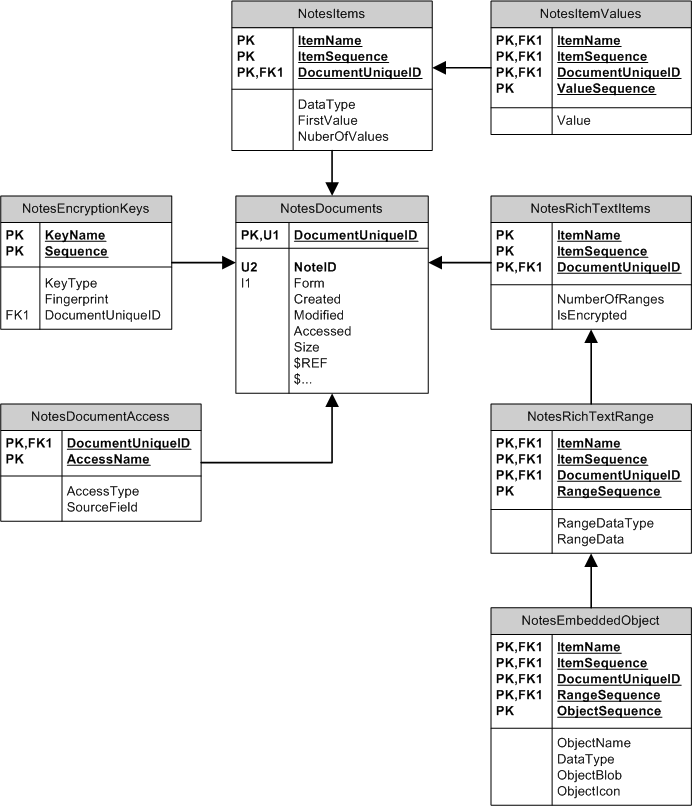 NotesItems
PK ItemName
PK ItemSequence
PK,FK1 DocumentUniqueID
DataType
FirstValue
NuberOfValues
NotesItemValues
PK,FK1 ItemName
PK,FK1 ItemSequence
PK,FK1 DocumentUniqueID
PK ValueSequence
Value
NotesEncryptionKeys
PK KeyName
PK Sequence
KeyType
Fingerprint
FK1 DocumentUniqueID
NotesDocuments
PK,U1 DocumentUniqueID
U2 NoteID
I1 Form
Created
Modified
Accessed
Size
$REF
$...
NotesRichTextItems
PK ItemName
PK ItemSequence
PK,FK1 DocumentUniqueID
NumberOfRanges
IsEncrypted
NotesDocumentAccess
PK,FK1 DocumentUniqueID
PK AccessName
AccessType
SourceField
NotesRichTextRange
PK,FK1 ItemName
PK,FK1 ItemSequence
PK,FK1 DocumentUniqueID
PK RangeSequence
RangeDataType
RangeData
NotesEmbeddedObject
PK,FK1 ItemName
PK,FK1 ItemSequence
PK,FK1 DocumentUniqueID
PK,FK1 RangeSequence
PK ObjectSequence
ObjectName
DataType
ObjectBlob
ObjectIcon